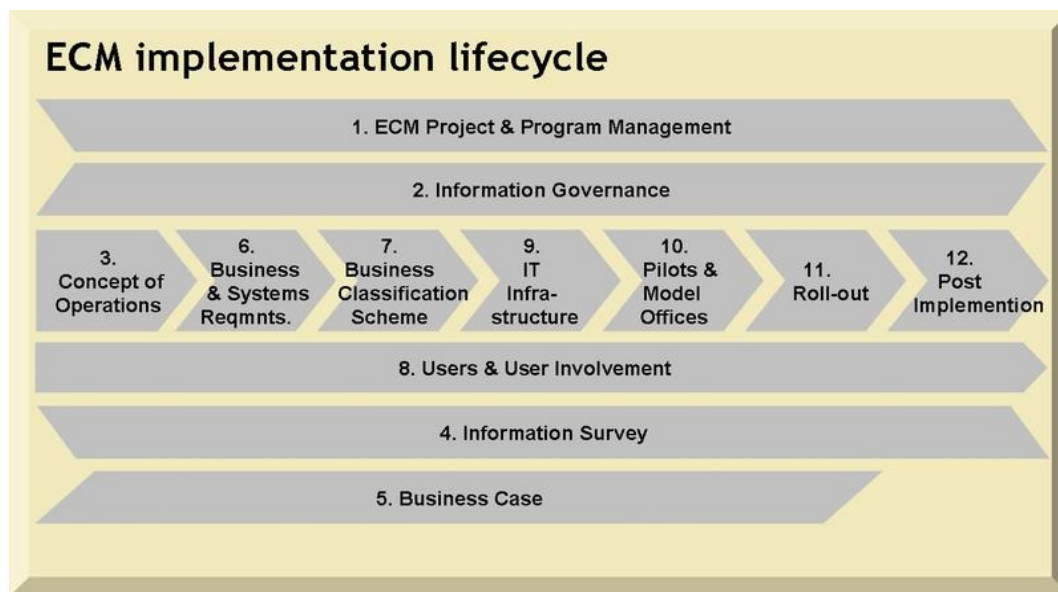 ECM implementation lifecycle
1. ECM Project & Program Management
2. Information Governance
3.
Concept of
Operations
6.
Business
& Systems
Reqmnts.
7.
Business
Classification
Scheme
9.
IT
Infra-
structure
10.
Pilots &
Model
Offices
11.
Roll-out
12.
Post
Implemention
8. Users & User Involvement
4. Information Survey
5. Business Case